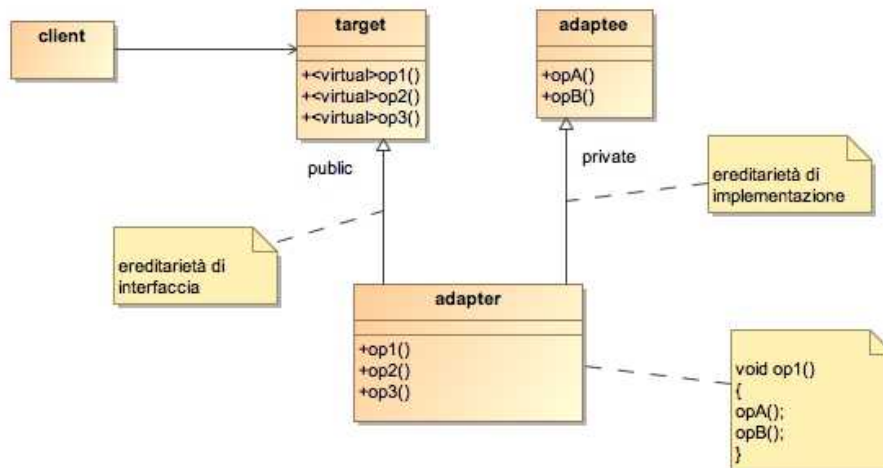 client
target
+<virtual>op1()
+<virtual>op2()
+<virtual>op3()
adaptee
+opA()
+opB()
public
private
ereditarietà di
implementazione
ereditarietà di
interfaccia
adapter
+op1()
+op2()
+op3()
void op1()
{
opA();
opB();
}